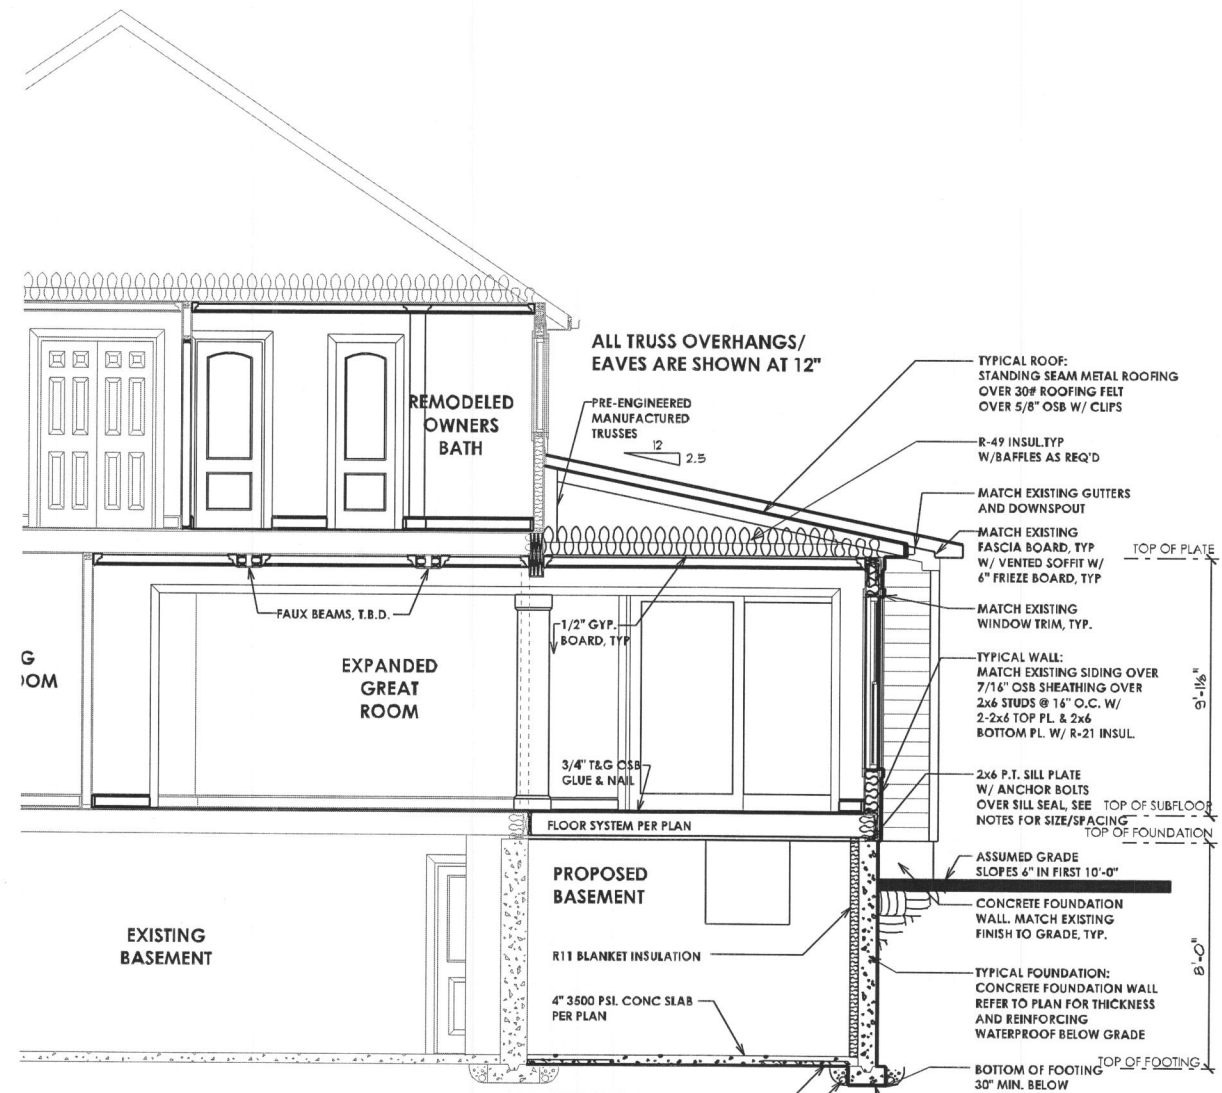 ALL TRUSS OVERHANGS/
EAVES ARE SHOWN AT 12"
REMODELED
OWNERS
BATH
PRE-ENGINEERED
MANUFACTURED
TRUSSES
12
2.5
TYPICAL ROOF:
STANDING SEAM METAL ROOFING
OVER 30# ROOFING FELT
OVER 5/8" OSB W/ CLIPS
R-49 INSUL.TYP
W/BAFFLES AS REQ'D
MATCH EXISTING GUTTERS
AND DOWNSPOUT
MATCH EXISTING
FASCIA BOARD, TYP
W/ VENTED SOFFIT W/
6" FRIEZE BOARD, TYP
TOP OF PLATE
MATCH EXISTING
WINDOW TRIM, TYP.
FAUX BEAMS, T.B.D.
1/2" GYP.
BOARD, TYP
G
OOM
EXPANDED
GREAT
ROOM
TYPICAL WALL:
MATCH EXISTING SIDING OVER
7/16" OSB SHEATHING OVER
2x6 STUDS @ 16" O.C. W/
2-2x6 TOP PL. & 2x6
BOTTOM PL. W/ R-21 INSUL.
9'-1⅛"
3/4" T&G OSB
GLUE & NAIL
2x6 P.T. SILL PLATE
W/ ANCHOR BOLTS
OVER SILL SEAL, SEE
NOTES FOR SIZE/SPACING
TOP OF SUBFLOOR
TOP OF FOUNDATION
FLOOR SYSTEM PER PLAN
PROPOSED
BASEMENT
ASSUMED GRADE
SLOPES 6" IN FIRST 10'-0"
CONCRETE FOUNDATION
WALL. MATCH EXISTING
FINISH TO GRADE, TYP.
EXISTING
BASEMENT
R11 BLANKET INSULATION
8'-0"
TYPICAL FOUNDATION:
CONCRETE FOUNDATION WALL
REFER TO PLAN FOR THICKNESS
AND REINFORCING
WATERPROOF BELOW GRADE
4" 3500 PSI. CONC SLAB
PER PLAN
TOP OF FOOTING
BOTTOM OF FOOTING
30" MIN. BELOW